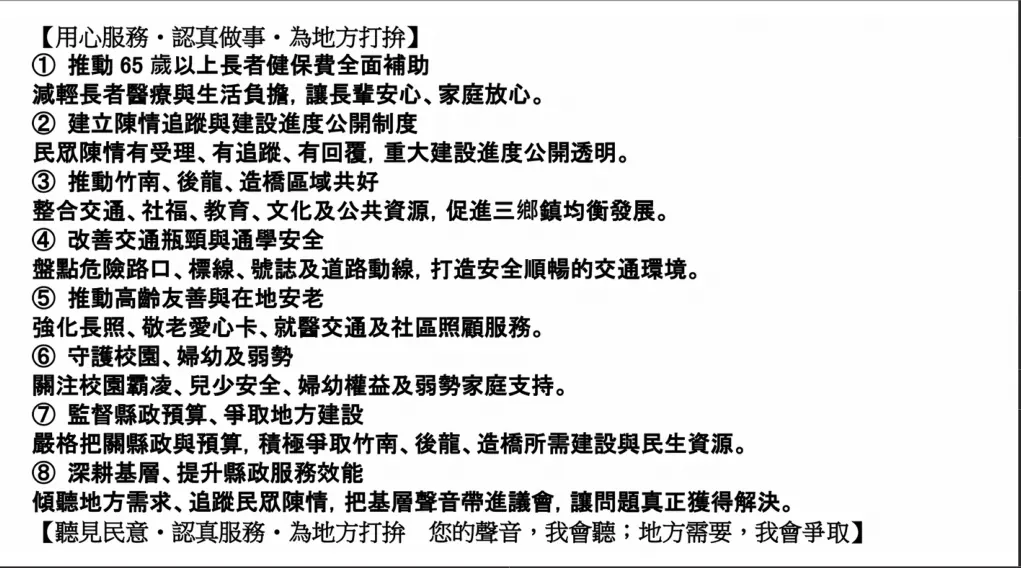 【用心服務・認真做事・為地方打拚】
① 推動 65 歲以上長者健保費全面補助
減輕長者醫療與生活負擔，讓長輩安心、家庭放心。
② 建立陳情追蹤與建設進度公開制度
民眾陳情有受理、有追蹤、有回覆，重大建設進度公開透明。
③ 推動竹南、後龍、造橋區域共好
整合交通、社福、教育、文化及公共資源，促進三鄉鎮均衡發展。
④ 改善交通瓶頸與通學安全
盤點危險路口、標線、號誌及道路動線，打造安全順暢的交通環境。
⑤ 推動高齡友善與在地安老
強化長照、敬老愛心卡、就醫交通及社區照顧服務。
⑥ 守護校園、婦幼及弱勢
關注校園霸凌、兒少安全、婦幼權益及弱勢家庭支持。
⑦ 監督縣政預算、爭取地方建設
嚴格把關縣政與預算，積極爭取竹南、後龍、造橋所需建設與民生資源。
⑧ 深耕基層、提升縣政服務效能
傾聽地方需求、追蹤民眾陳情，把基層聲音帶進議會，讓問題真正獲得解決。
【聽見民意・認真服務・為地方打拚　您的聲音，我會聽；地方需要，我會爭取】